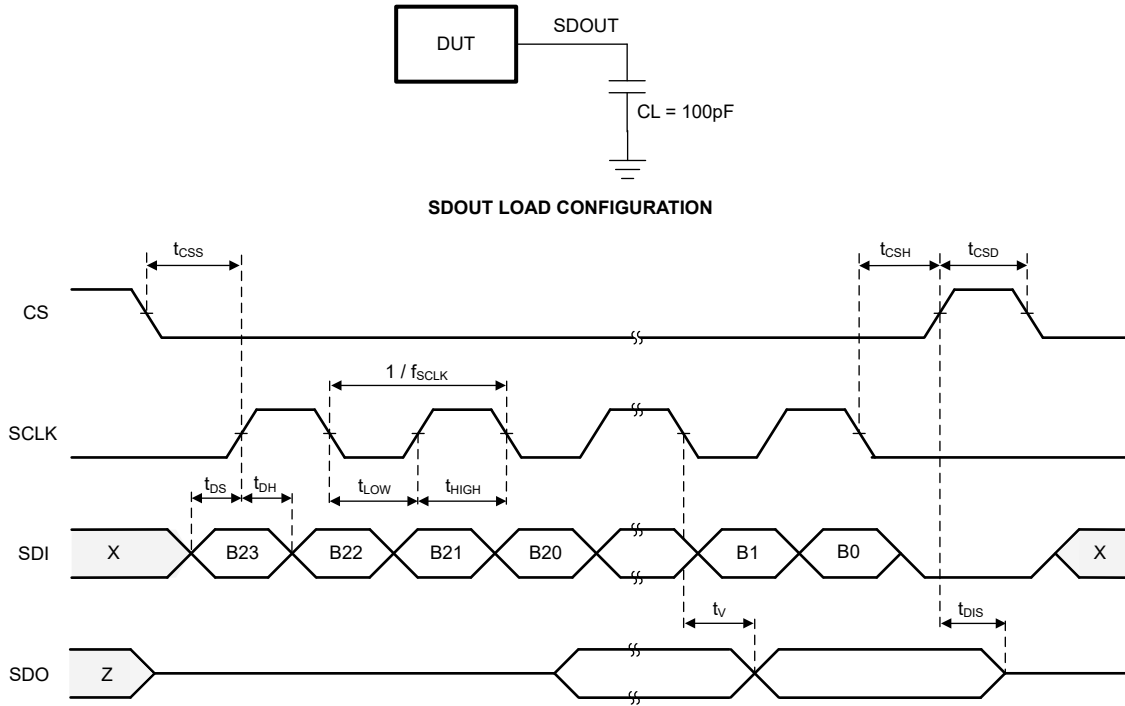 SDOUT
DUT
CL = 100pF
SDOUT LOAD CONFIGURATION
tCSS
tCSH
tCSD
CS
1 / fSCLK
SCLK
tDS
tDH
tLOW
tHIGH
SDI
X
B23
B22
B21
B20
B1
B0
X
tV
tDIS
SDO
Z